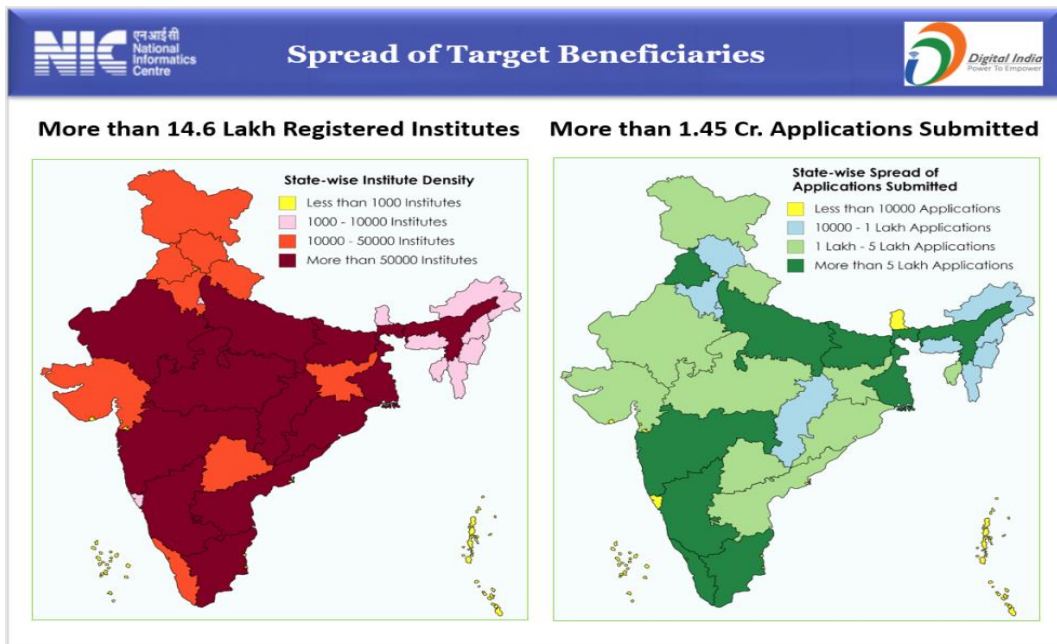 NIC
एन आई सी
National
Informatics
Centre
Spread of Target Beneficiaries
Digital India
Power To Empower
More than 14.6 Lakh Registered Institutes
State-wise Institute Density
Less than 1000 Institutes
1000 - 10000 Institutes
10000 - 50000 Institutes
More than 50000 Institutes
More than 1.45 Cr. Applications Submitted
State-wise Spread of
Applications Submitted
Less than 10000 Applications
10000 - 1 Lakh Applications
1 Lakh - 5 Lakh Applications
More than 5 Lakh Applications